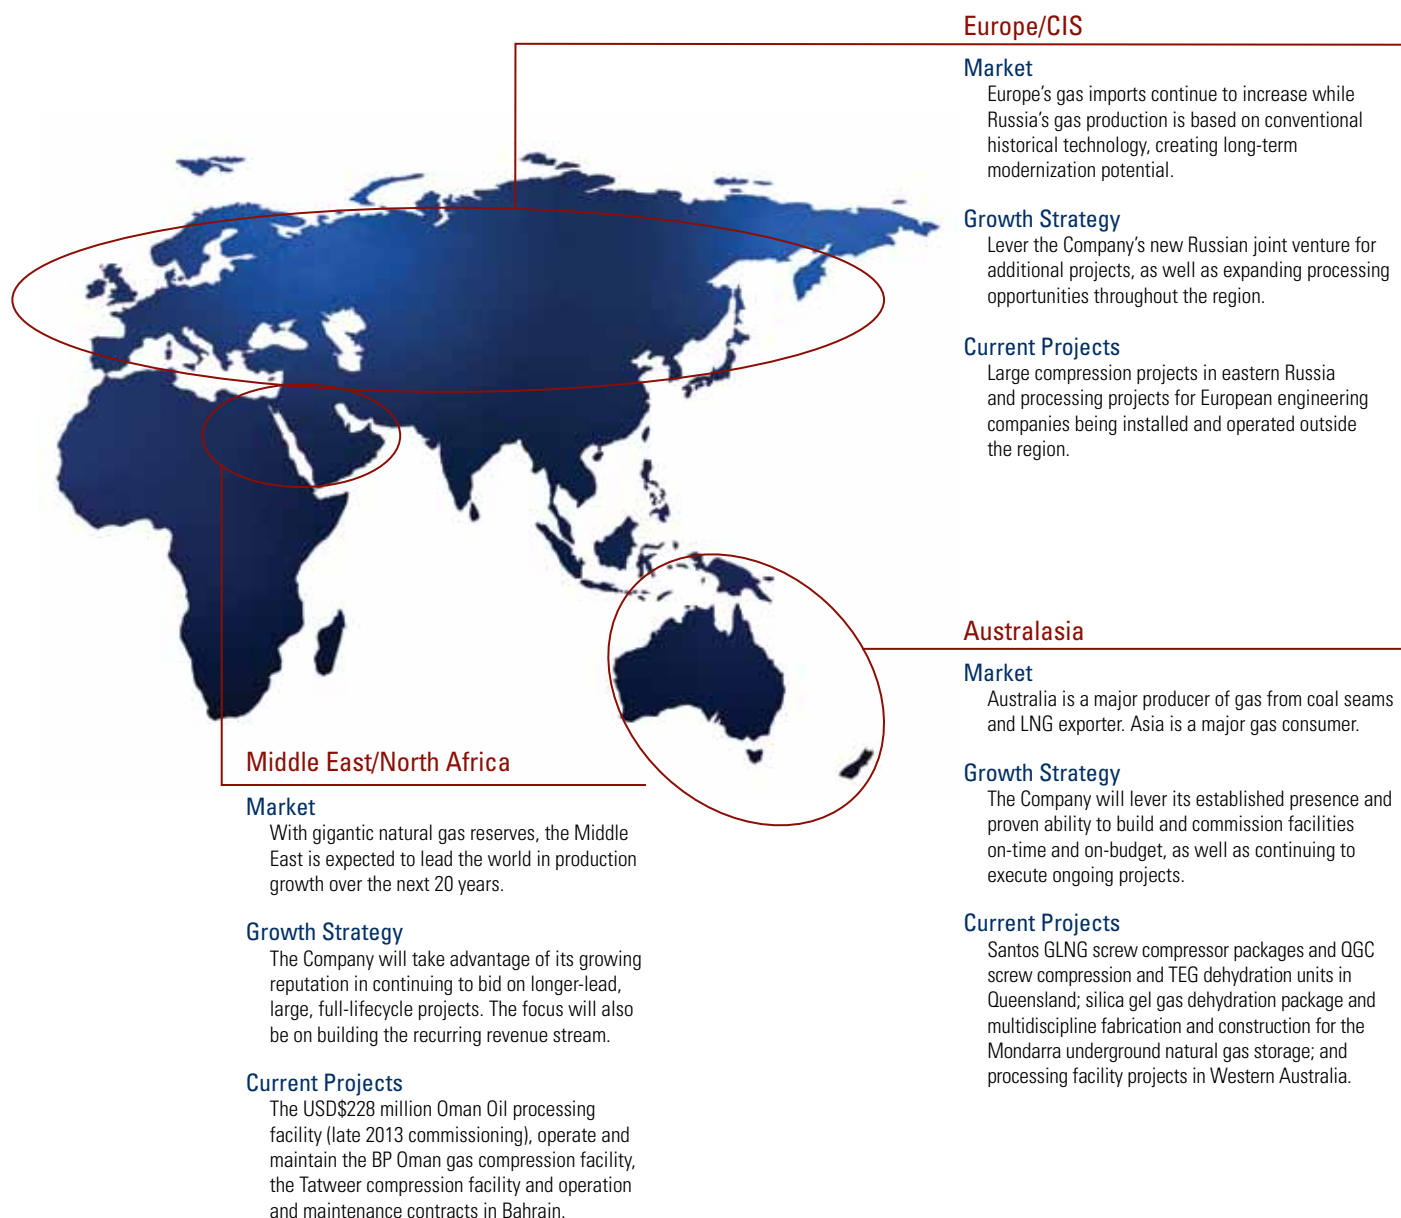 Europe/CIS
Market
Europe's gas imports continue to increase while
Russia's gas production is based on conventional
historical technology, creating long-term
modernization potential.
Growth Strategy
Lever the Company's new Russian joint venture for
additional projects, as well as expanding processing
opportunities throughout the region.
Current Projects
Large compression projects in eastern Russia
and processing projects for European engineering
companies being installed and operated outside
the region.
Australasia
Market
Australia is a major producer of gas from coal seams
and LNG exporter. Asia is a major gas consumer.
Growth Strategy
The Company will lever its established presence and
proven ability to build and commission facilities
on-time and on-budget, as well as continuing to
execute ongoing projects.
Current Projects
Santos GLNG screw compressor packages and QGC
screw compression and TEG dehydration units in
Queensland; silica gel gas dehydration package and
multidiscipline fabrication and construction for the
Mondarra underground natural gas storage; and
processing facility projects in Western Australia.
Middle East/North Africa
Market
With gigantic natural gas reserves, the Middle
East is expected to lead the world in production
growth over the next 20 years.
Growth Strategy
The Company will take advantage of its growing
reputation in continuing to bid on longer-lead,
large, full-lifecycle projects. The focus will also
be on building the recurring revenue stream.
Current Projects
The USD$228 million Oman Oil processing
facility (late 2013 commissioning), operate and
maintain the BP Oman gas compression facility,
the Tatweer compression facility and operation
and maintenance contracts in Bahrain.